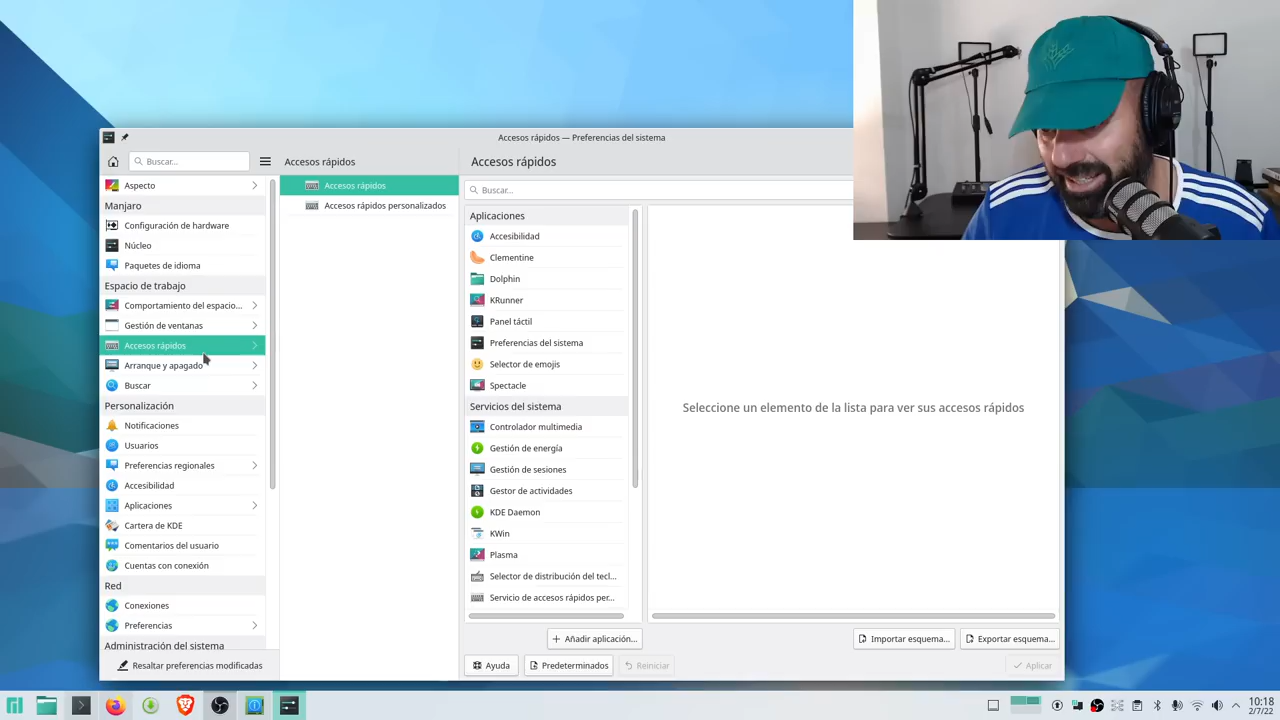 Accesos rápidos — Preferencias del sistema
Buscar...
Accesos rápidos
Accesos rápidos
Aspecto
Manjaro
Configuración de hardware
Núcleo
Paquetes de idioma
Espacio de trabajo
Comportamiento del espacio...
Gestión de ventanas
Accesos rápidos
Arranque y apagado
Buscar
Personalización
Notificaciones
Usuarios
Preferencias regionales
Accesibilidad
Aplicaciones
Cartera de KDE
Comentarios del usuario
Cuentas con conexión
Red
Conexiones
Preferencias
Administración del sistema
Resaltar preferencias modificadas
Accesos rápidos
Accesos rápidos personalizados
Buscar...
Aplicaciones
Accesibilidad
Clementine
Dolphin
KRunner
Panel táctil
Preferencias del sistema
Selector de emojis
Spectacle
Servicios del sistema
Controlador multimedia
Gestión de energía
Gestión de sesiones
Gestor de actividades
KDE Daemon
KWin
Plasma
Selector de distribución del tecl...
Servicio de accesos rápidos per...
Seleccione un elemento de la lista para ver sus accesos rápidos
Añadir aplicación...
Importar esquema...
Exportar esquema...
Ayuda
Predeterminados
Reiniciar
Aplicar
10:18
2/7/22